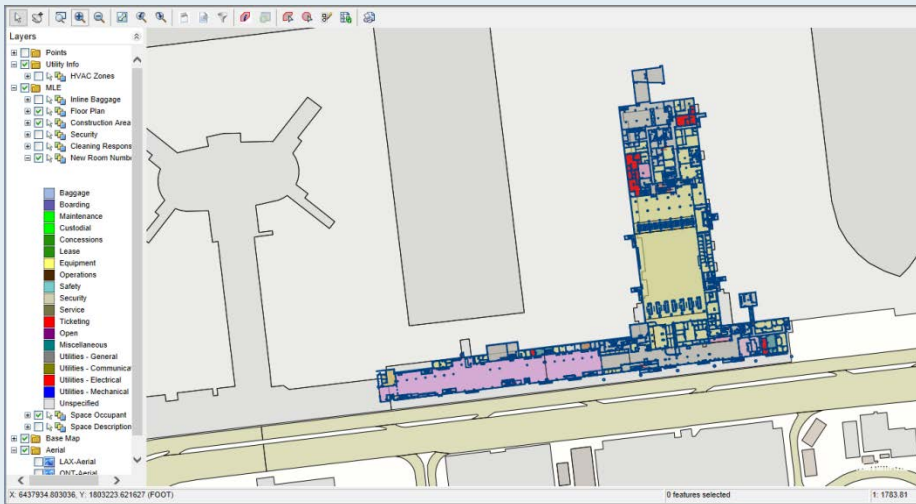 Layers
Points
Utility Info
HVAC Zones
MLE
Inline Baggage
Floor Plan
Construction Area
Security
Cleaning Respons
New Room Numbe
Baggage
Boarding
Maintenance
Custodial
Concessions
Lease
Equipment
Operations
Safety
Security
Service
Ticketing
Open
Miscellaneous
Utilities - General
Utilities - Communicat
Utilities - Electrical
Utilities - Mechanical
Unspecified
Space Occupant
Space Description
Base Map
Aerial
LAX-Aerial
ONT-Aerial
X: 6437934.803036, Y: 1803223.621627 (FOOT) 0 features selected 1: 1783.81